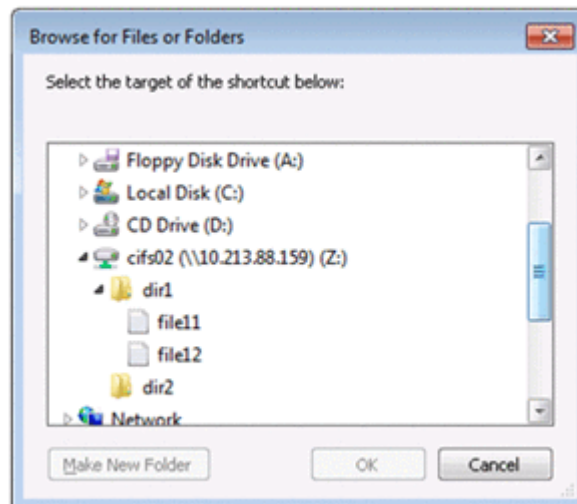 Browse for Files or Folders
Select the target of the shortcut below:
Floppy Disk Drive (A:)
Local Disk (C:)
CD Drive (D:)
cifs02 (\\10.213.88.159) (Z:)
dir1
file11
file12
dir2
Network
Make New Folder
OK
Cancel